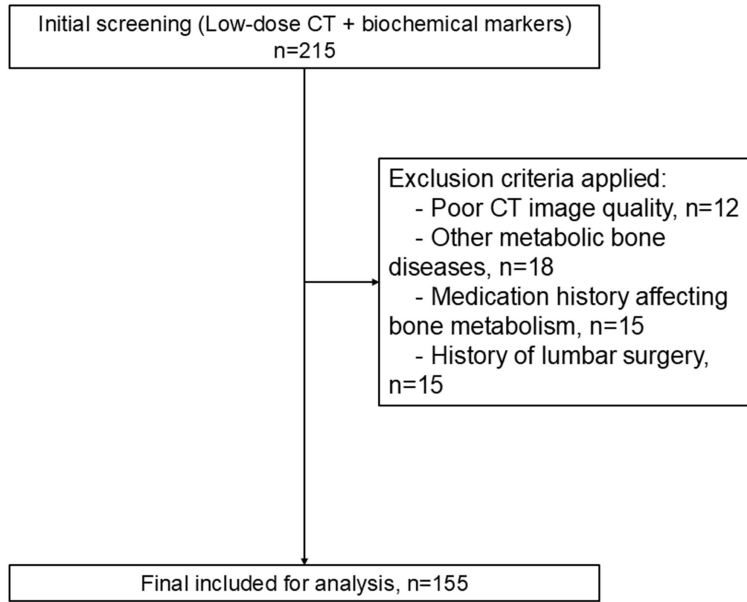 Initial screening (Low-dose CT + biochemical markers)
n=215
Exclusion criteria applied:
- Poor CT image quality, n=12
- Other metabolic bone
diseases, n=18
- Medication history affecting
bone metabolism, n=15
- History of lumbar surgery,
n=15
Final included for analysis, n=155